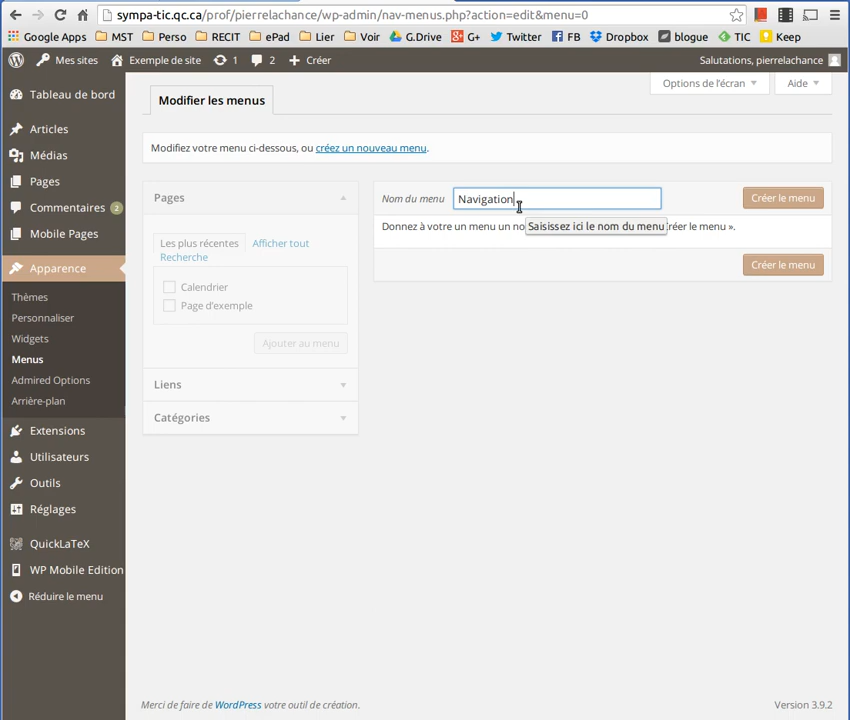 sympa-tic.qc.ca/prof/pierrelachance/wp-admin/nav-menus.php?action=edit&menu=0
Google Apps MST Perso RECIT ePad Lier Voir G.Drive G+ Twitter FB Dropbox blogue TIC Keep
Mes sites Exemple de site 1 2 Créer Salutations, pierrelachance
Options de l'écran Aide
Tableau de bord
Articles
Médias
Pages
Commentaires 2
Mobile Pages
Apparence
Thèmes
Personnaliser
Widgets
Menus
Admired Options
Arrière-plan
Extensions
Utilisateurs
Outils
Réglages
QuickLaTeX
WP Mobile Edition
Réduire le menu
Modifier les menus
Modifiez votre menu ci-dessous, ou créez un nouveau menu.
Pages
Les plus récentes Afficher tout
Recherche
Calendrier
Page d'exemple
Ajouter au menu
Liens
Catégories
Nom du menu Navigation Créer le menu
Donnez à votre un menu un no Saisissez ici le nom du menu réer le menu ».
Créer le menu
Merci de faire de WordPress votre outil de création. Version 3.9.2